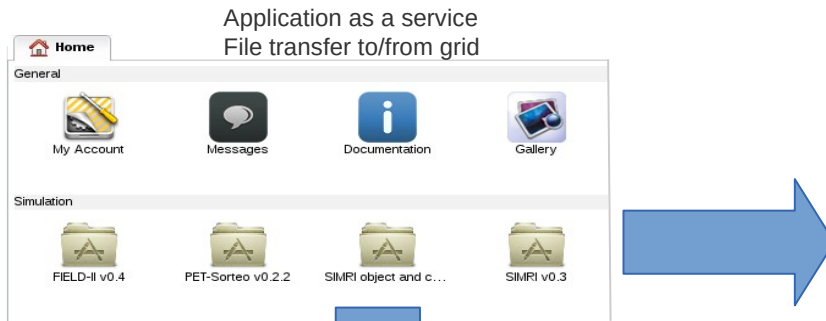 Application as a service
File transfer to/from grid
Home
General
My Account
Messages
Documentation
Gallery
Simulation
FIELD-II v0.4
PET-Sorteo v0.2.2
SIMRI object and c...
SIMRI v0.3